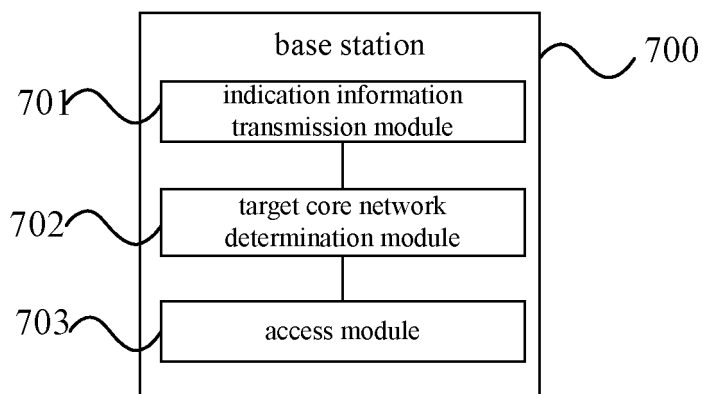 base station
700
701
indication information
transmission module
702
target core network
determination module
703
access module